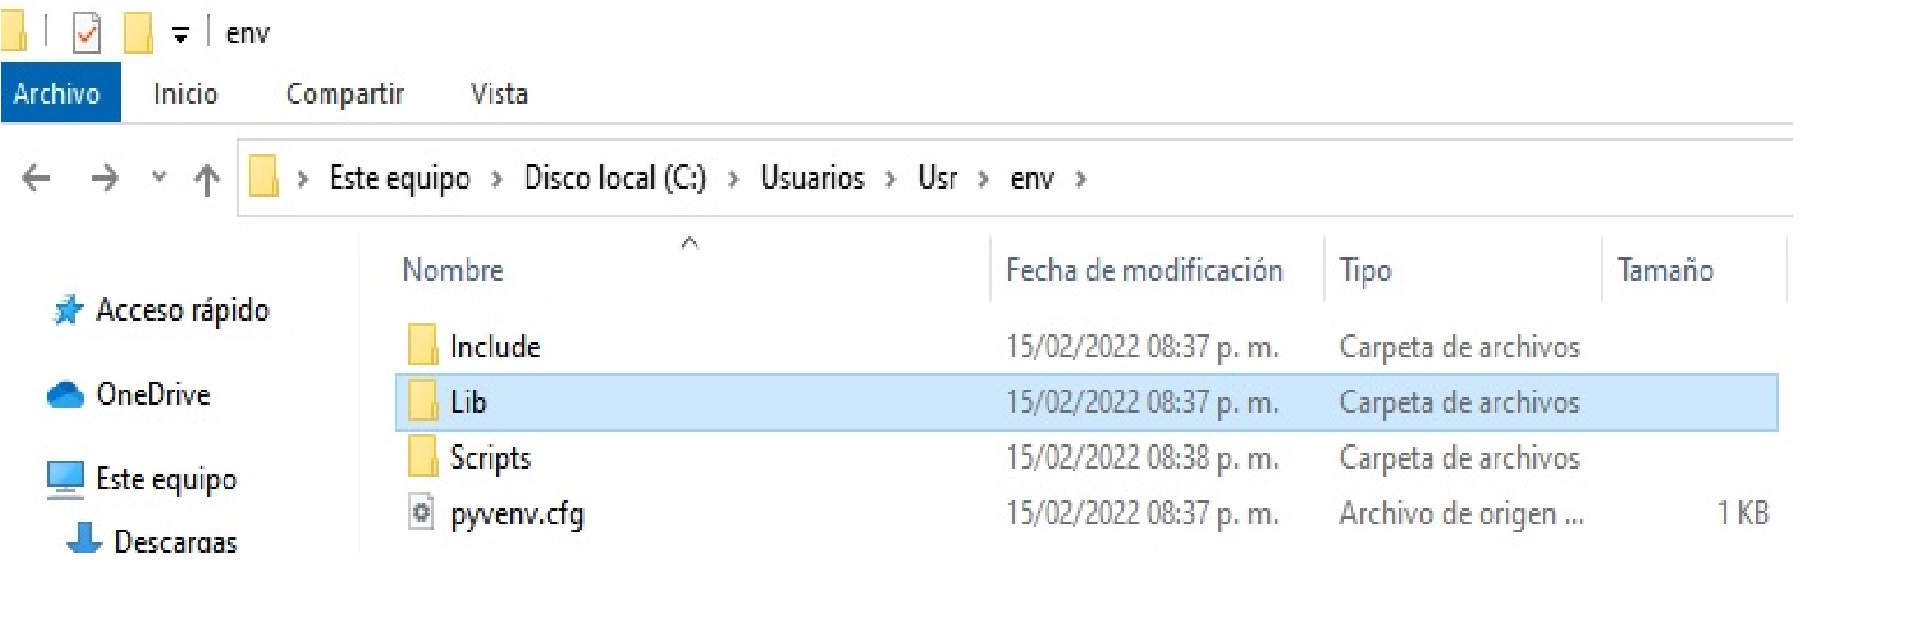 env
Archivo Inicio Compartir Vista
Este equipo > Disco local (C:) > Usuarios > Usr > env >
Nombre Fecha de modificación Tipo Tamaño
Acceso rápido
OneDrive
Este equipo
Descargas
Include 15/02/2022 08:37 p. m. Carpeta de archivos
Lib 15/02/2022 08:37 p. m. Carpeta de archivos
Scripts 15/02/2022 08:38 p. m. Carpeta de archivos
pyvenv.cfg 15/02/2022 08:37 p. m. Archivo de origen ... 1 KB